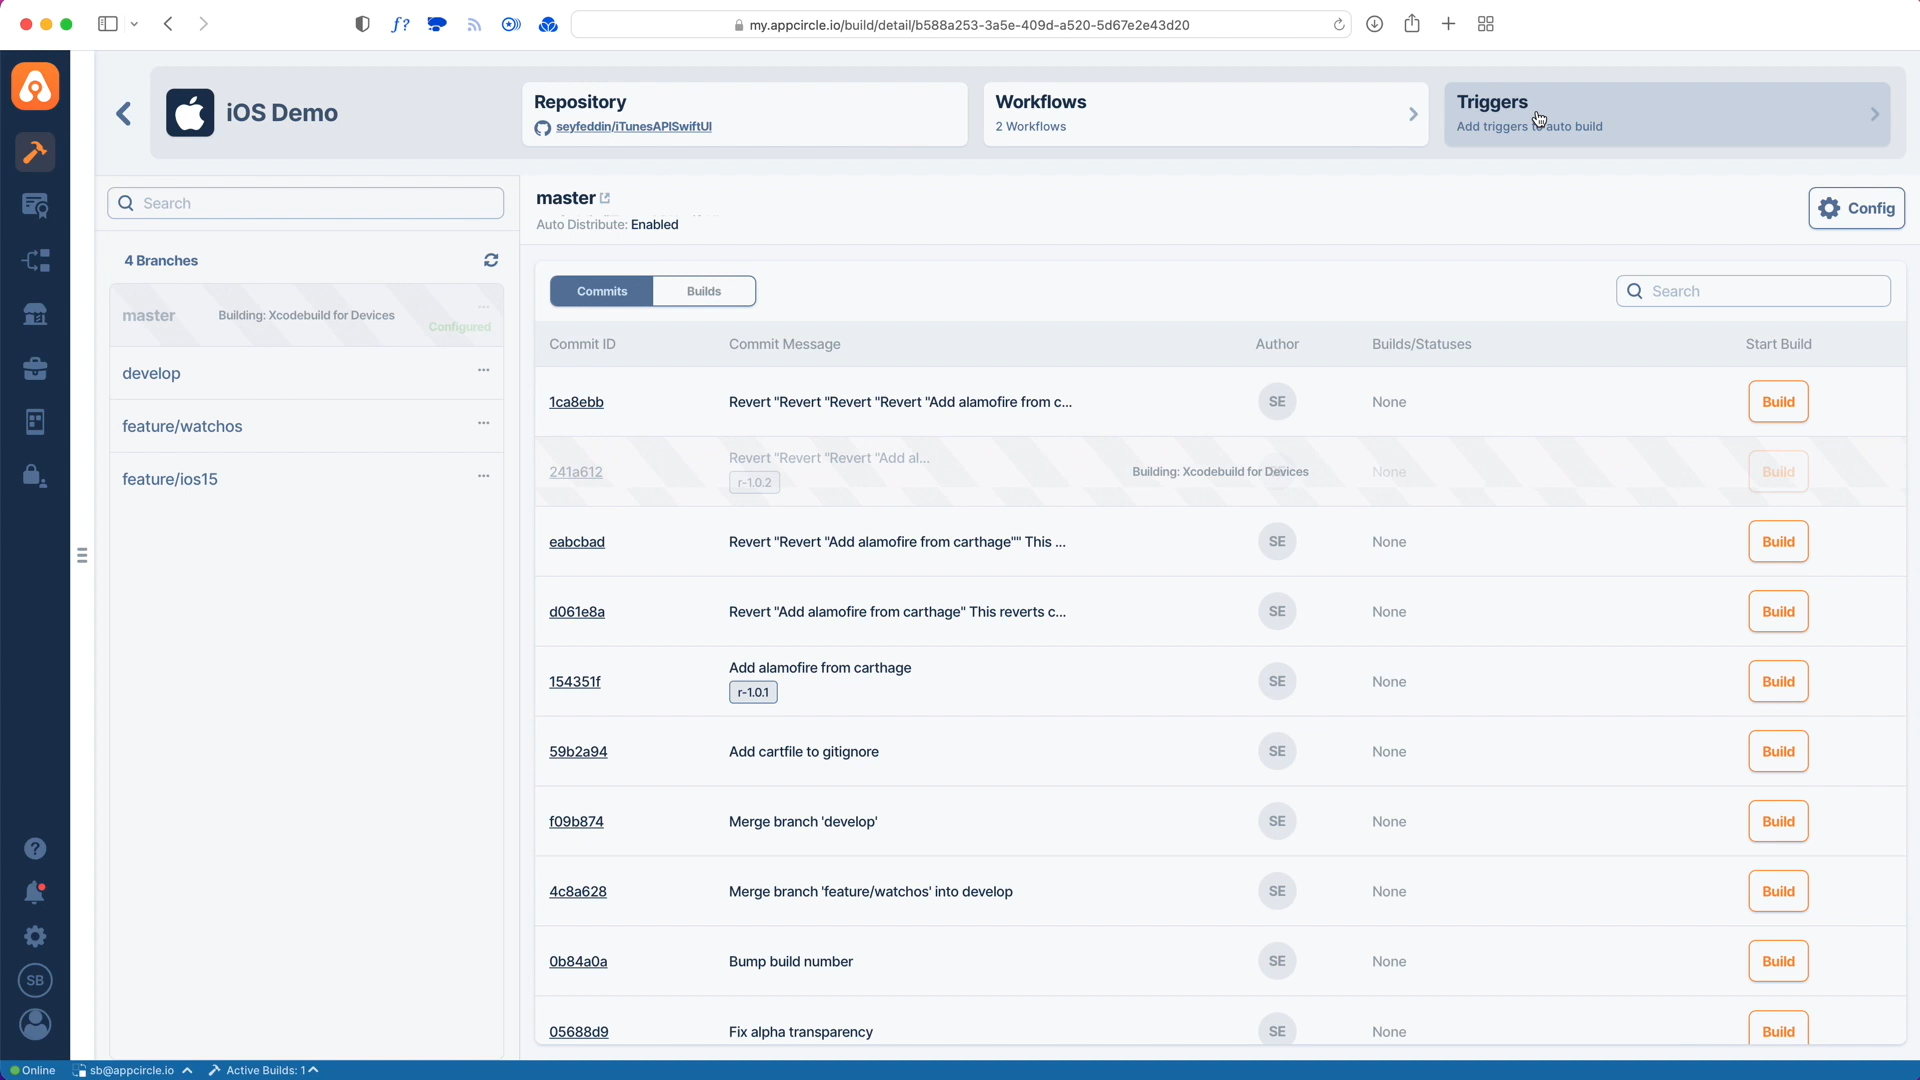 my.appcircle.io/build/detail/b588a253-3a5e-409d-a520-5d67e2e43d20
iOS Demo
Repository
seyfeddin/iTunesAPISwiftUI
Workflows
2 Workflows
Triggers
Add triggers to auto build
Search
master
Auto Distribute: Enabled
Config
4 Branches
master
Building: Xcodebuild for Devices
Configured
develop
feature/watchos
feature/ios15
Commits
Builds
Search
Commit ID
Commit Message
Author
Builds/Statuses
Start Build
1ca8ebb
Revert "Revert "Revert "Revert "Add alamofire from c...
SE
None
Build
241a612
Revert "Revert "Revert "Add al...
r-1.0.2
Building: Xcodebuild for Devices
None
Build
eabcbad
Revert "Revert "Add alamofire from carthage"" This ...
SE
None
Build
d061e8a
Revert "Add alamofire from carthage" This reverts c...
SE
None
Build
154351f
Add alamofire from carthage
r-1.0.1
SE
None
Build
59b2a94
Add cartfile to gitignore
SE
None
Build
f09b874
Merge branch 'develop'
SE
None
Build
4c8a628
Merge branch 'feature/watchos' into develop
SE
None
Build
0b84a0a
Bump build number
SE
None
Build
05688d9
Fix alpha transparency
SE
None
Build
SB
Online
sb@appcircle.io
Active Builds: 1